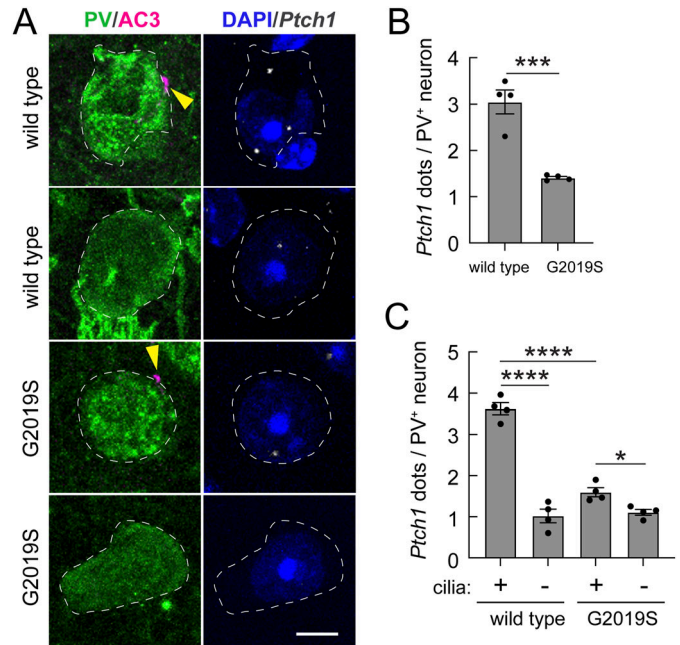 A
PV/AC3
DAPI/Ptch1
wild type
wild type
G2019S
G2019S
B
Ptch1 dots / PV+ neuron
4
3
2
1
0
***
wild type
G2019S
C
Ptch1 dots / PV+ neuron
5
4
3
2
1
0
****
****
*
cilia: + - + -
wild type G2019S